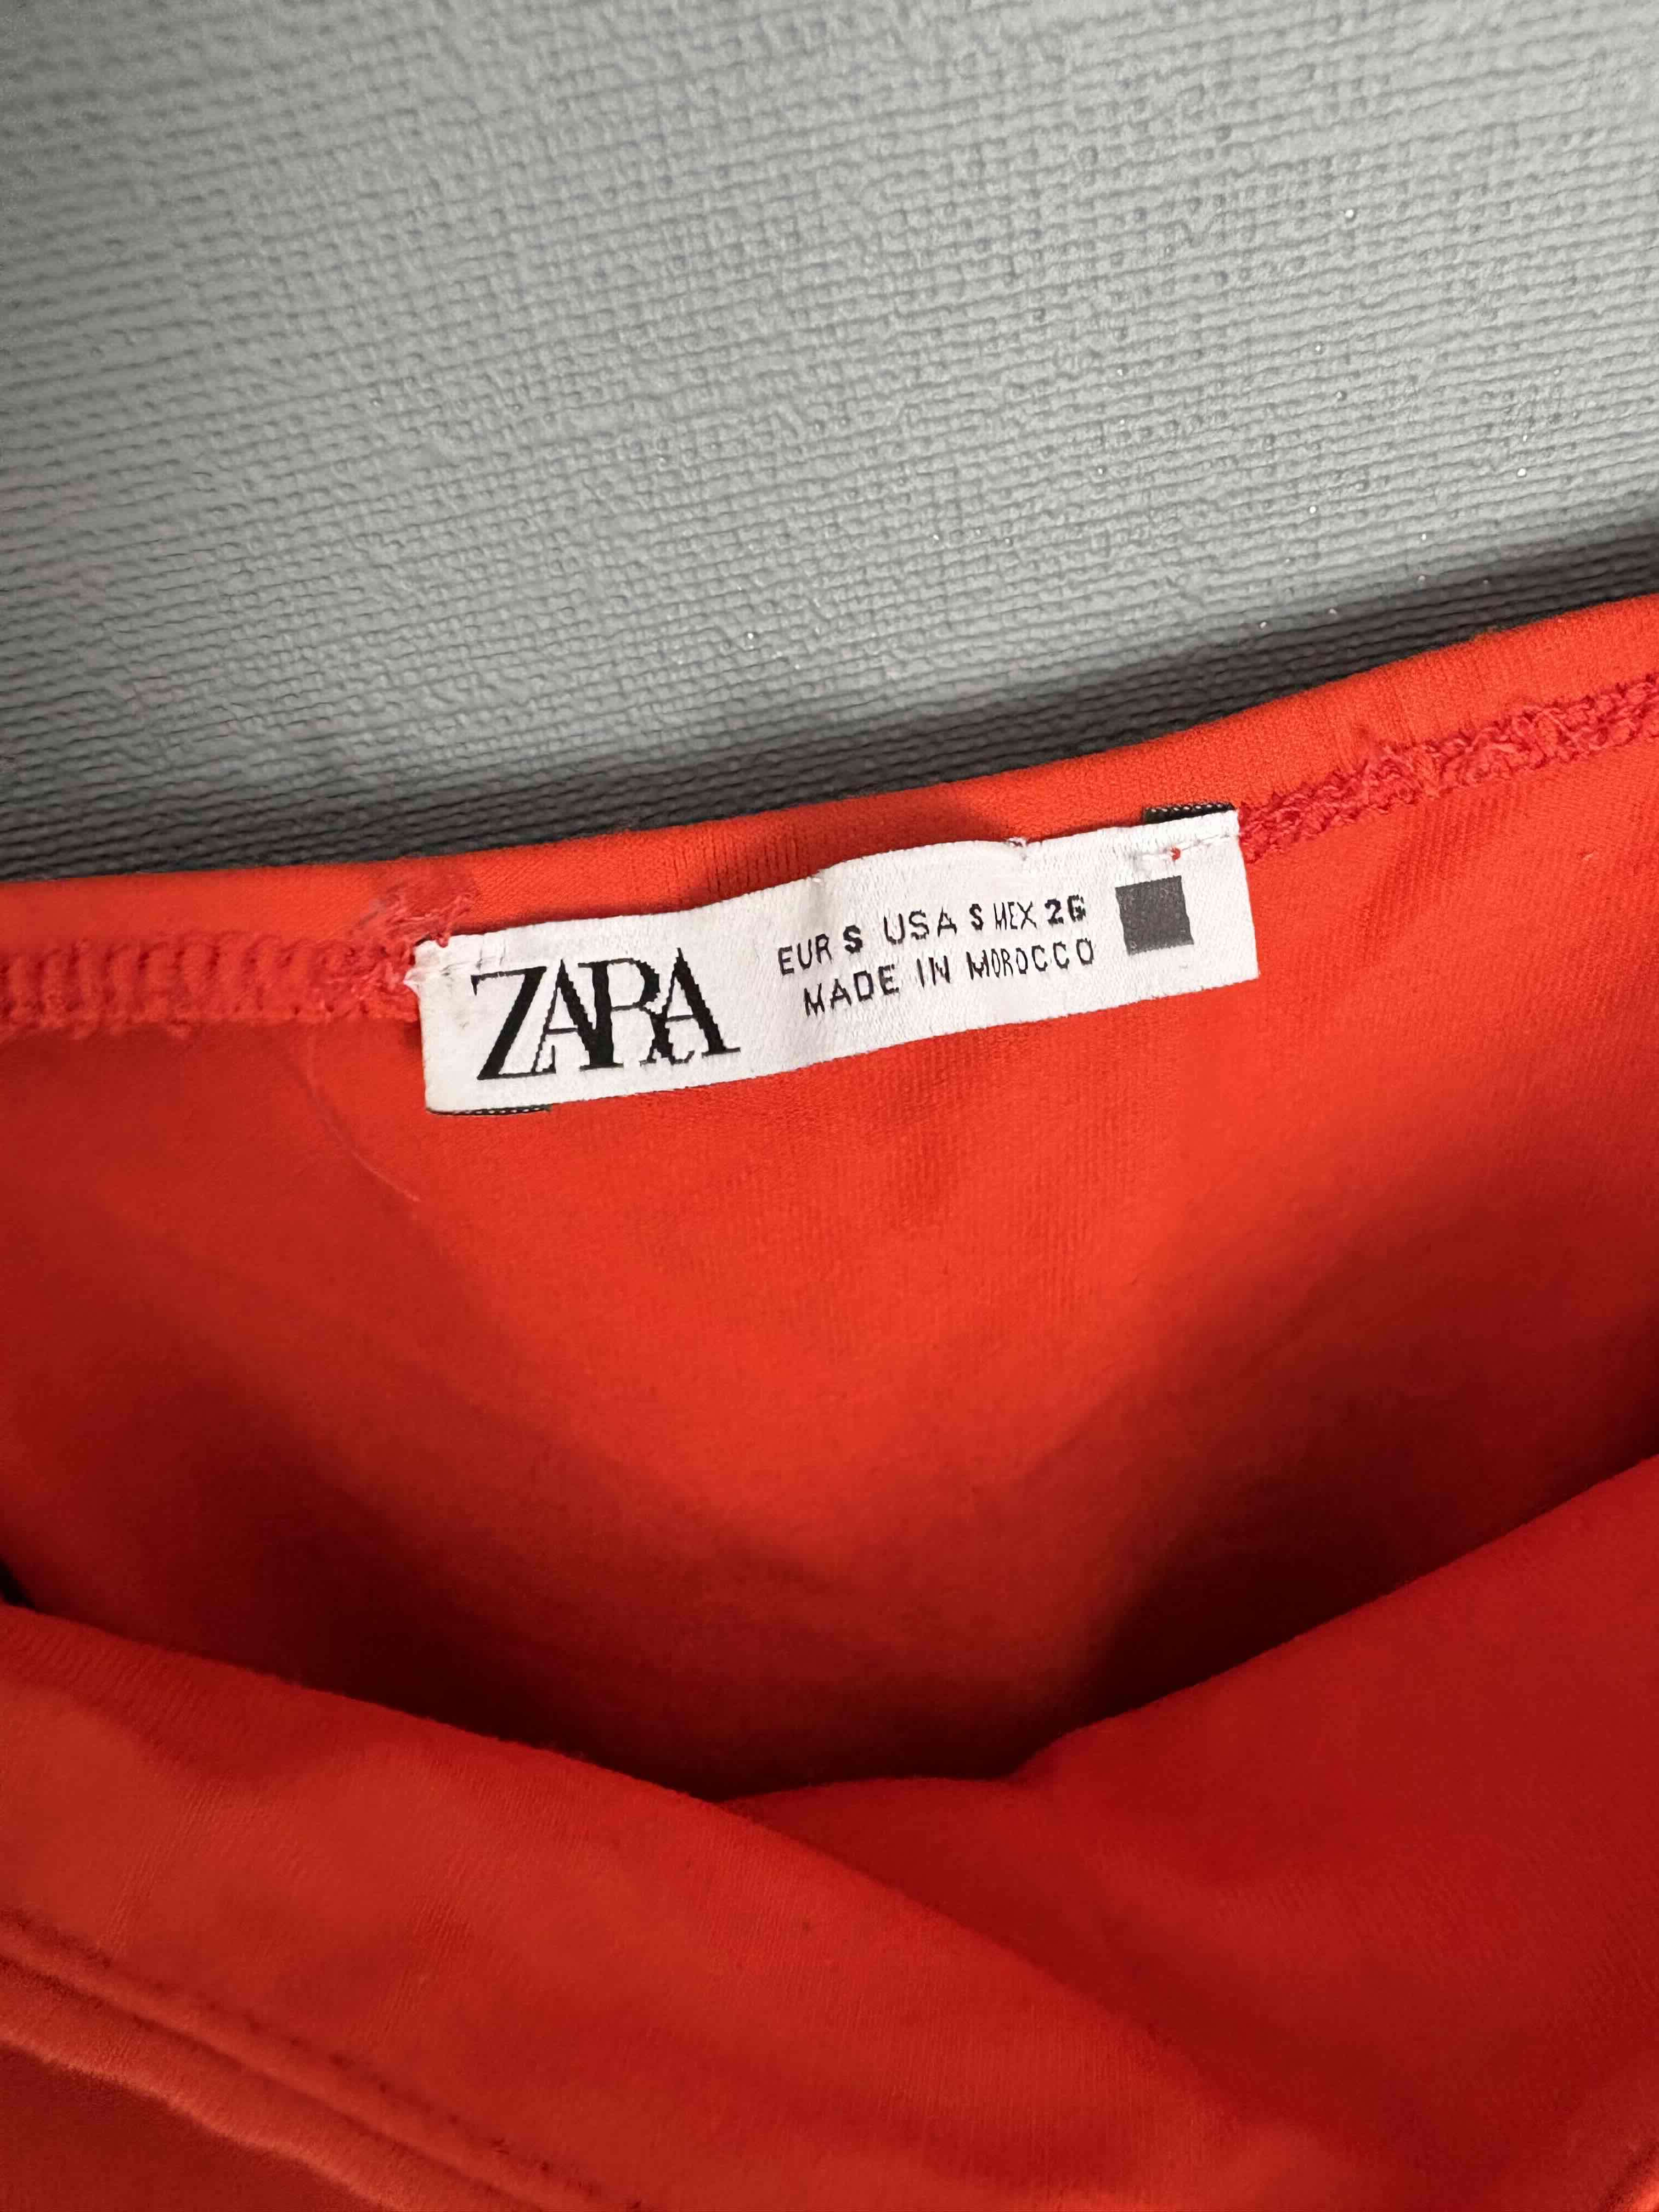 ZARA
EUR S USA S MEX 26
MADE IN MOROCCO